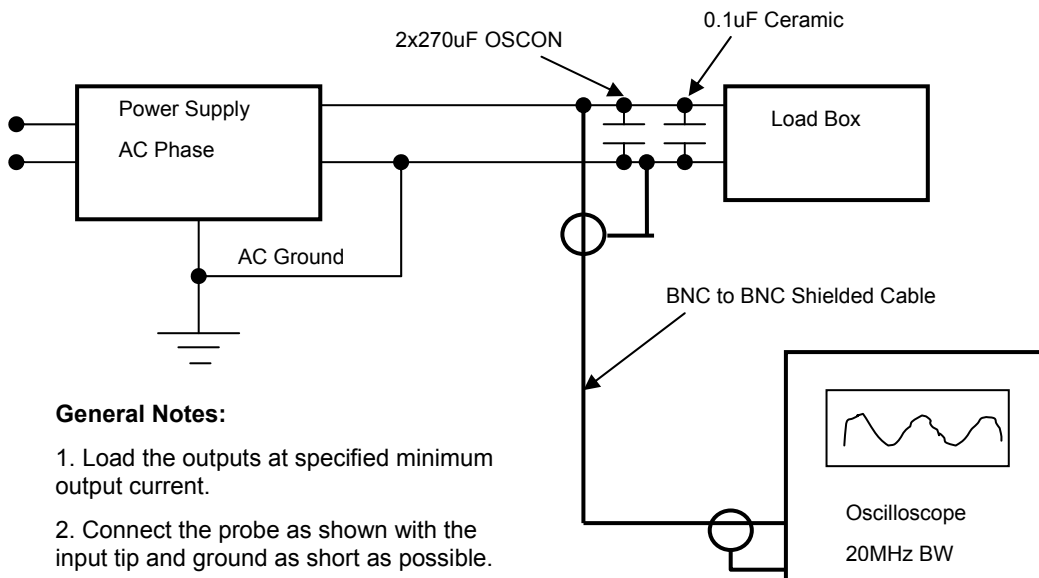 0.1uF Ceramic
2x270uF OSCON
Power Supply
AC Phase
Load Box
AC Ground
BNC to BNC Shielded Cable
General Notes:
1. Load the outputs at specified minimum
output current.
2. Connect the probe as shown with the
input tip and ground as short as possible.
Oscilloscope
20MHz BW